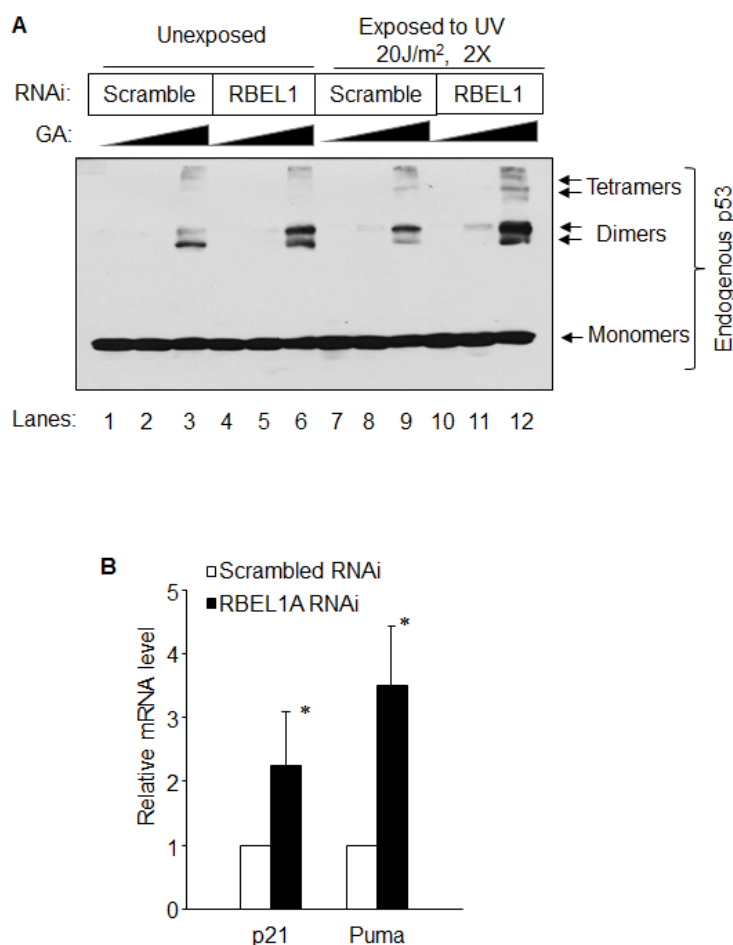 A
Unexposed
Exposed to UV
20J/m², 2X
RNAi: Scramble RBEL1 Scramble RBEL1
GA:
Tetramers
Dimers
Monomers
Endogenous p53
Lanes: 1 2 3 4 5 6 7 8 9 10 11 12
B
Scrambled RNAi
RBEL1A RNAi
Relative mRNA level
5
4
3
2
1
0
* *
p21 Puma